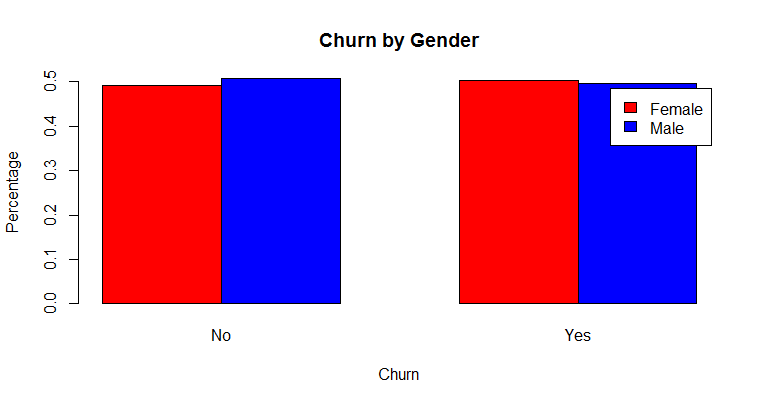 Churn by Gender
Percentage
0.5
0.4
0.3
0.2
0.1
0.0
Female
Male
No
Yes
Churn